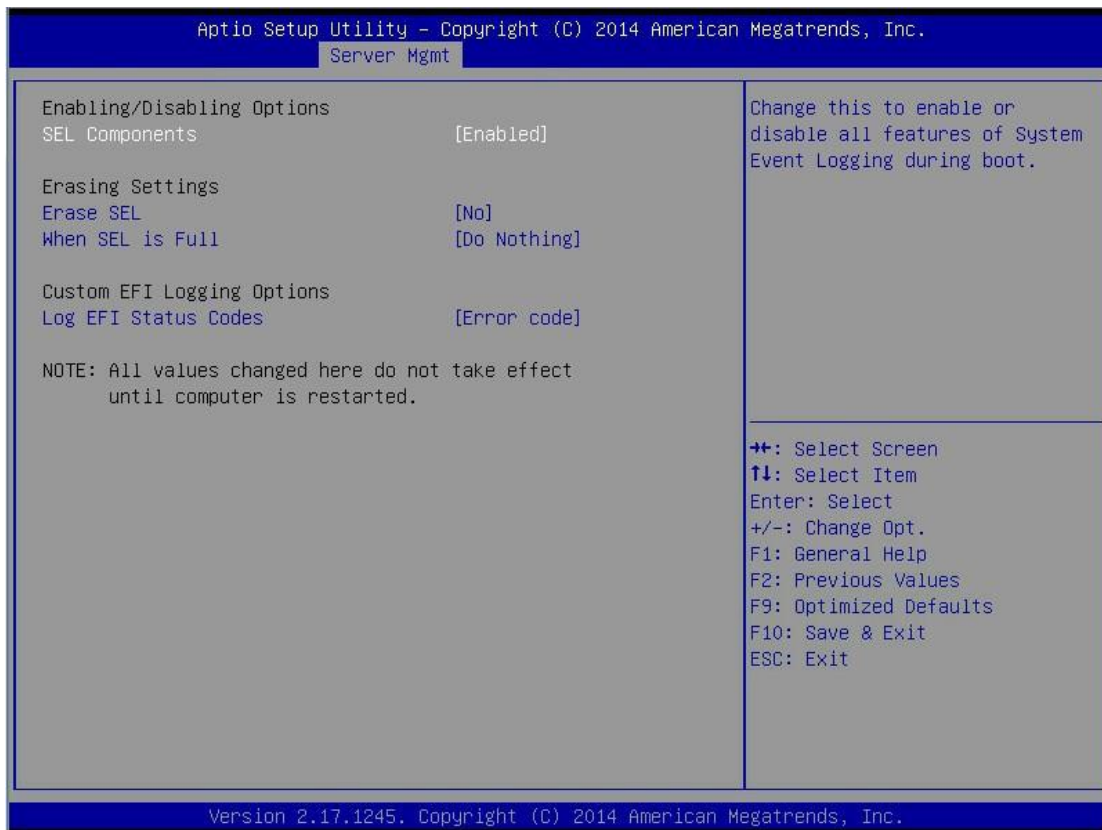 Aptio Setup Utility – Copyright (C) 2014 American Megatrends, Inc.
Server Mgmt
Enabling/Disabling Options
SEL Components [Enabled]
Erasing Settings
Erase SEL [No]
When SEL is Full [Do Nothing]
Custom EFI Logging Options
Log EFI Status Codes [Error code]
NOTE: All values changed here do not take effect
until computer is restarted.
Change this to enable or
disable all features of System
Event Logging during boot.
→←: Select Screen
↑↓: Select Item
Enter: Select
+/-: Change Opt.
F1: General Help
F2: Previous Values
F9: Optimized Defaults
F10: Save & Exit
ESC: Exit
Version 2.17.1245. Copyright (C) 2014 American Megatrends, Inc.